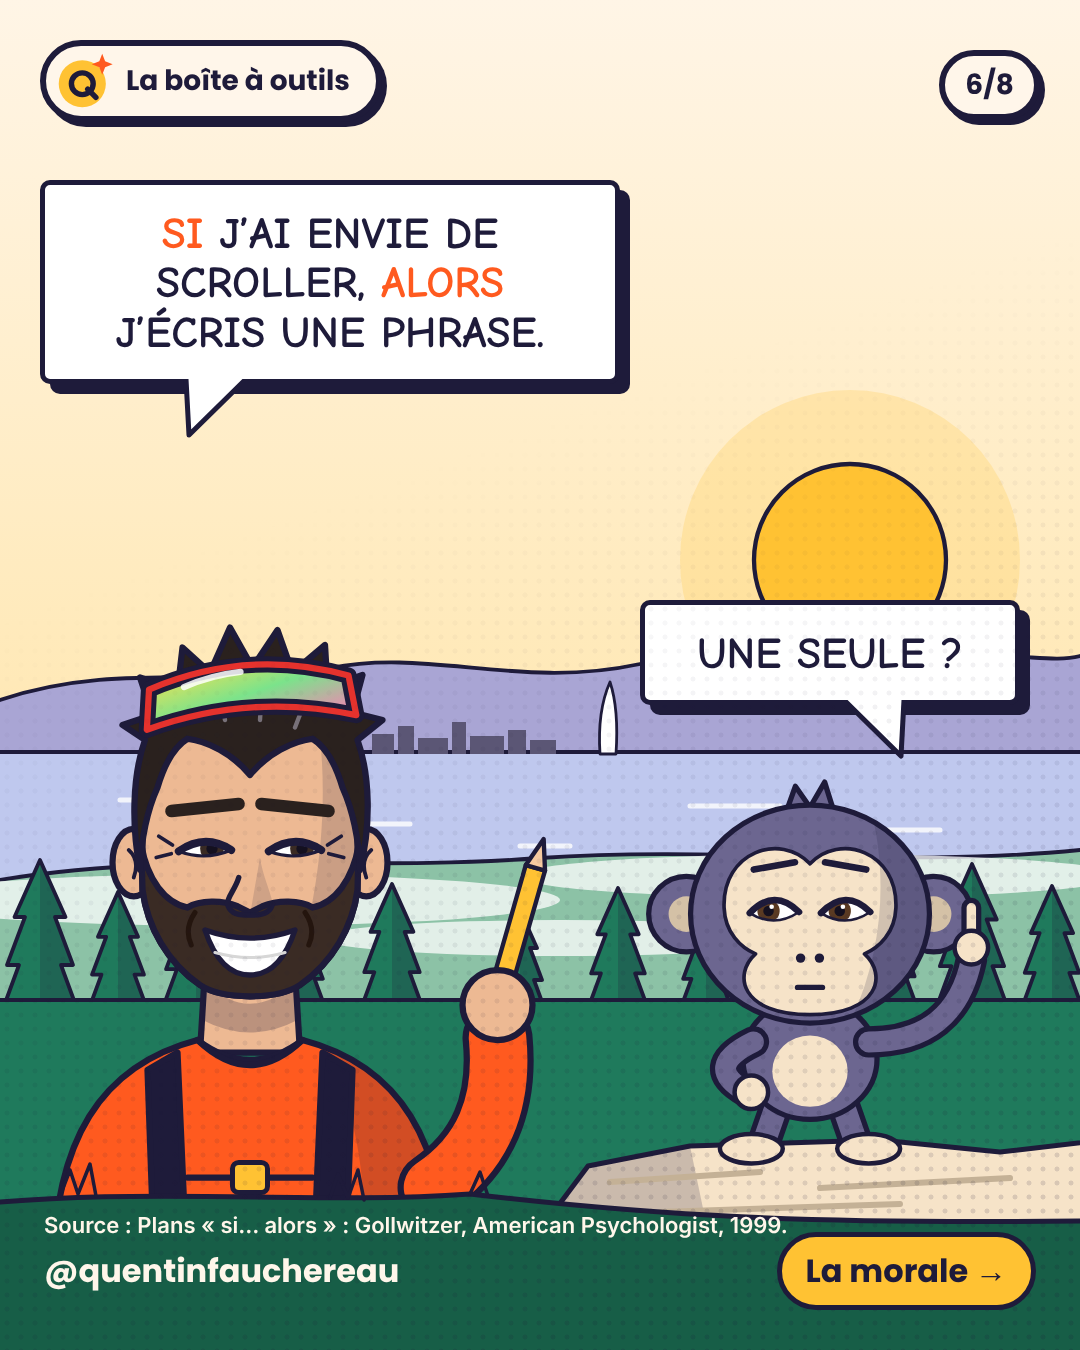 Q
La boîte à outils
6/8
SI J'AI ENVIE DE
SCROLLER, ALORS
J'ÉCRIS UNE PHRASE.
UNE SEULE ?
Source : Plans « si... alors » : Gollwitzer, American Psychologist, 1999.
@quentinfauchereau
La morale →